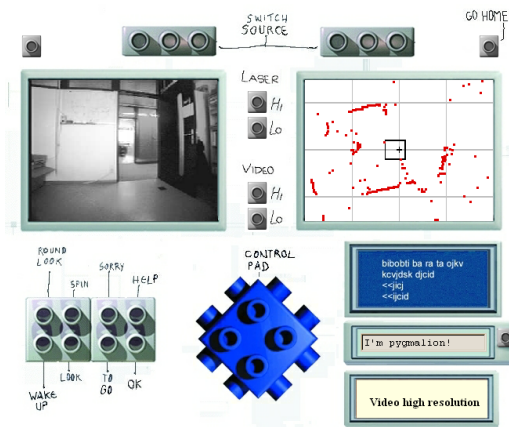 SWITCH
SOURCE
GO HOME
LASER
HI
LO
VIDEO
HI
LO
ROUND
LOOK
SPIN
SORRY
HELP
WAKE
UP
LOOK
TO
GO
OK
CONTROL
PAD
bibobti ba ra ta ojkv
kcvjdsk djcid
<<jicj
<<ijcid
I'm pygmalion!
Video high resolution